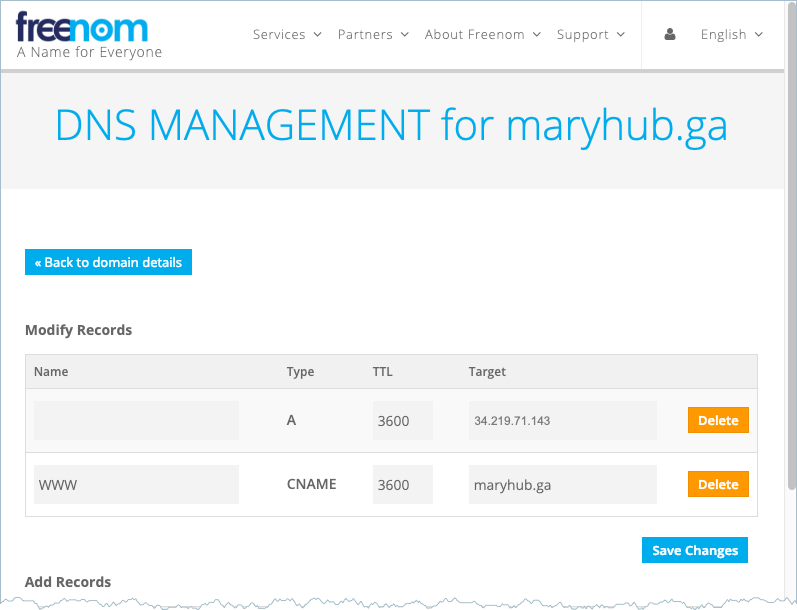 freenom
A Name for Everyone
Services Partners About Freenom Support English
DNS MANAGEMENT for maryhub.ga
« Back to domain details
Modify Records
Name Type TTL Target
A 3600 34.219.71.143 Delete
WWW CNAME 3600 maryhub.ga Delete
Save Changes
Add Records